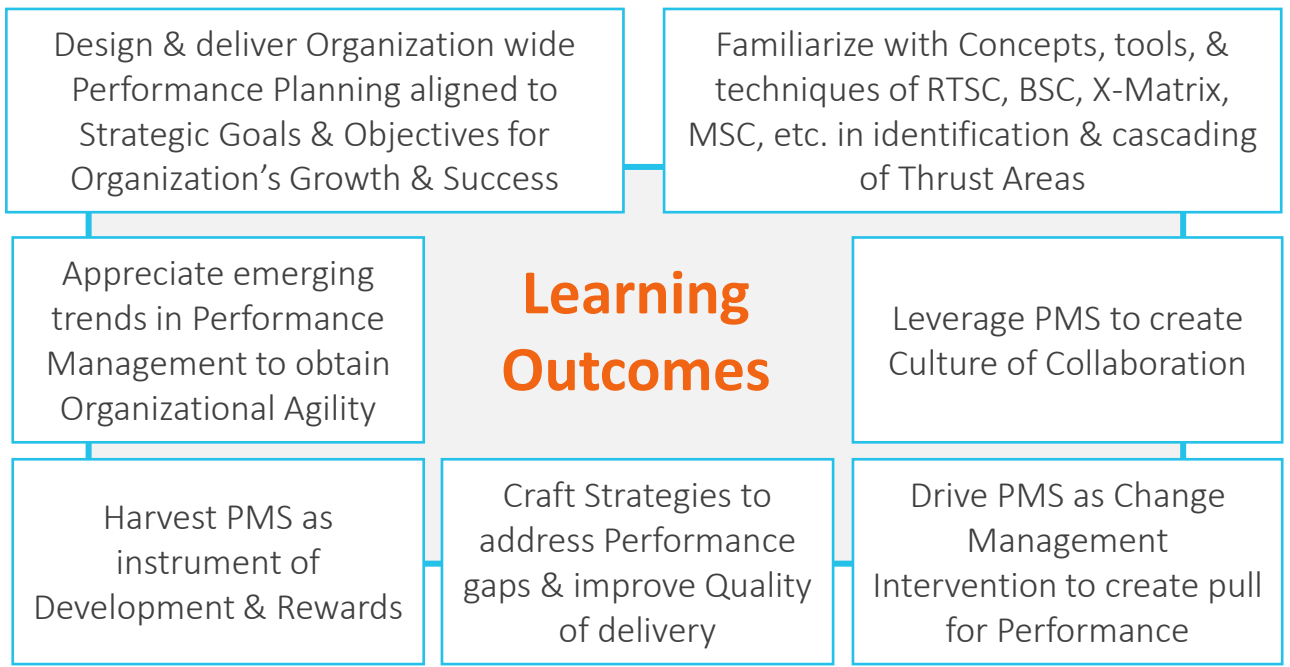 Design & deliver Organization wide
Performance Planning aligned to
Strategic Goals & Objectives for
Organization’s Growth & Success
Familiarize with Concepts, tools, &
techniques of RTSC, BSC, X-Matrix,
MSC, etc. in identification & cascading
of Thrust Areas
Appreciate emerging
trends in Performance
Management to obtain
Organizational Agility
Learning
Outcomes
Leverage PMS to create
Culture of Collaboration
Harvest PMS as
instrument of
Development & Rewards
Craft Strategies to
address Performance
gaps & improve Quality
of delivery
Drive PMS as Change
Management
Intervention to create pull
for Performance